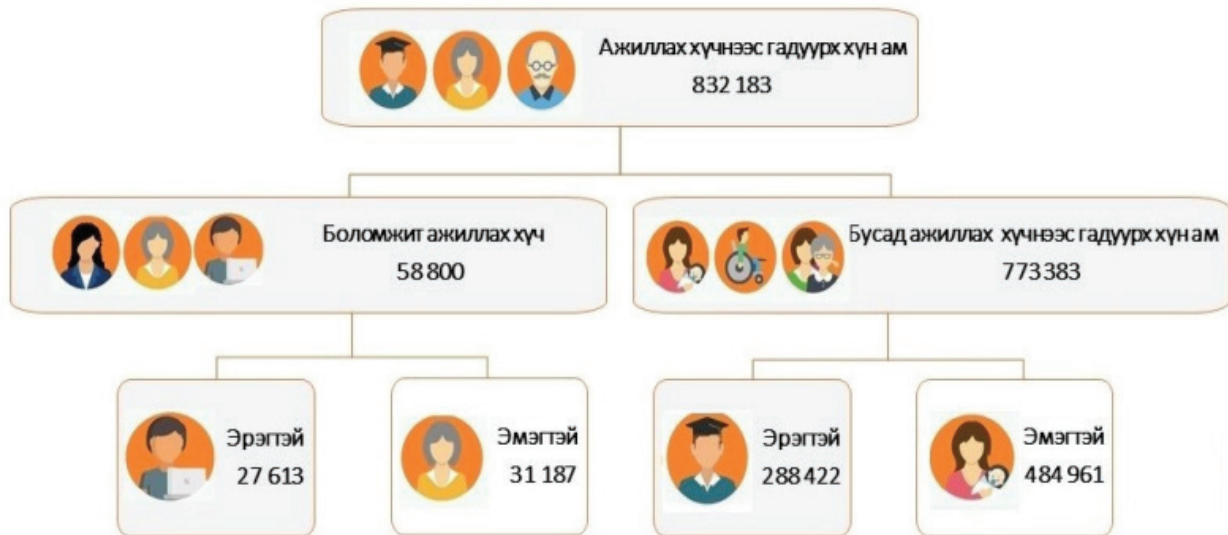 Ажиллах хүчнээс гадуурх хүн ам
832 183
Боломжит ажиллах хүч
58 800
Бусад ажиллах хүчнээс гадуурх хүн ам
773 383
Эрэгтэй
27 613
Эмэгтэй
31 187
Эрэгтэй
288 422
Эмэгтэй
484 961